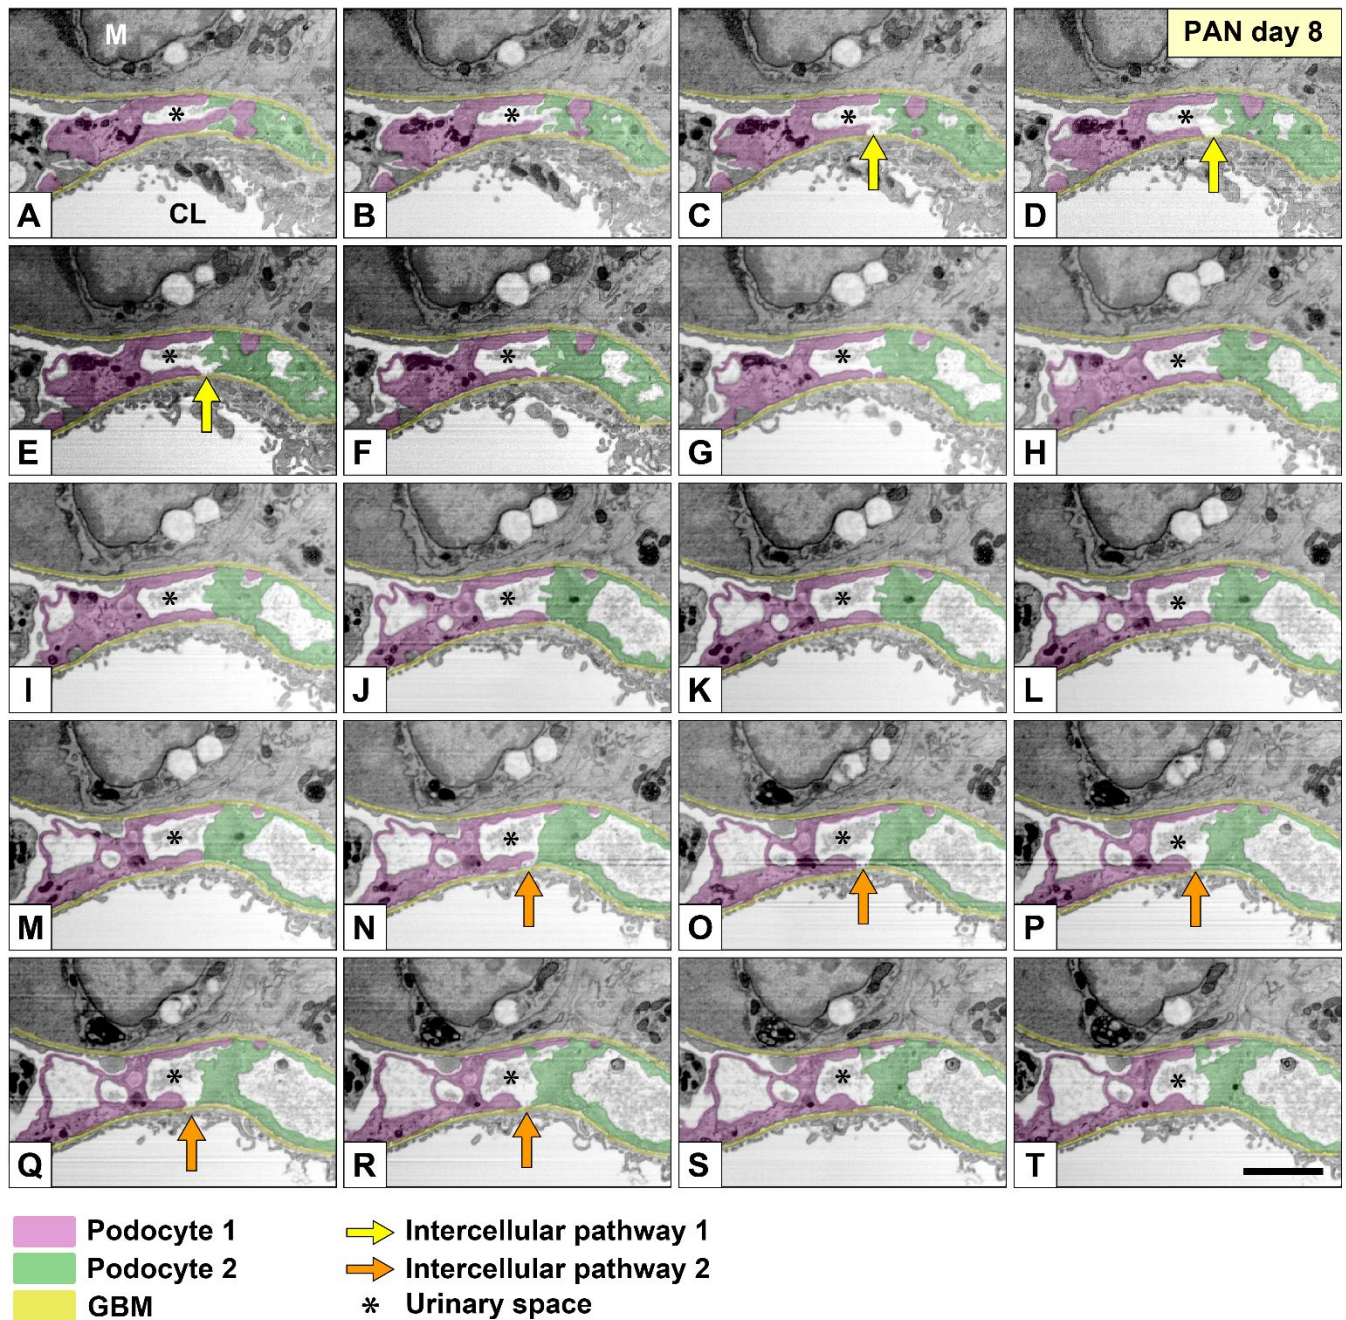 M
PAN day 8
*
*
*
*
A
CL
B
C
D
*
*
*
*
E
F
G
H
*
*
*
*
I
J
K
L
*
*
*
*
M
N
O
P
*
*
*
*
Q
R
S
T
Podocyte 1
Intercellular pathway 1
Podocyte 2
Intercellular pathway 2
GBM
* Urinary space